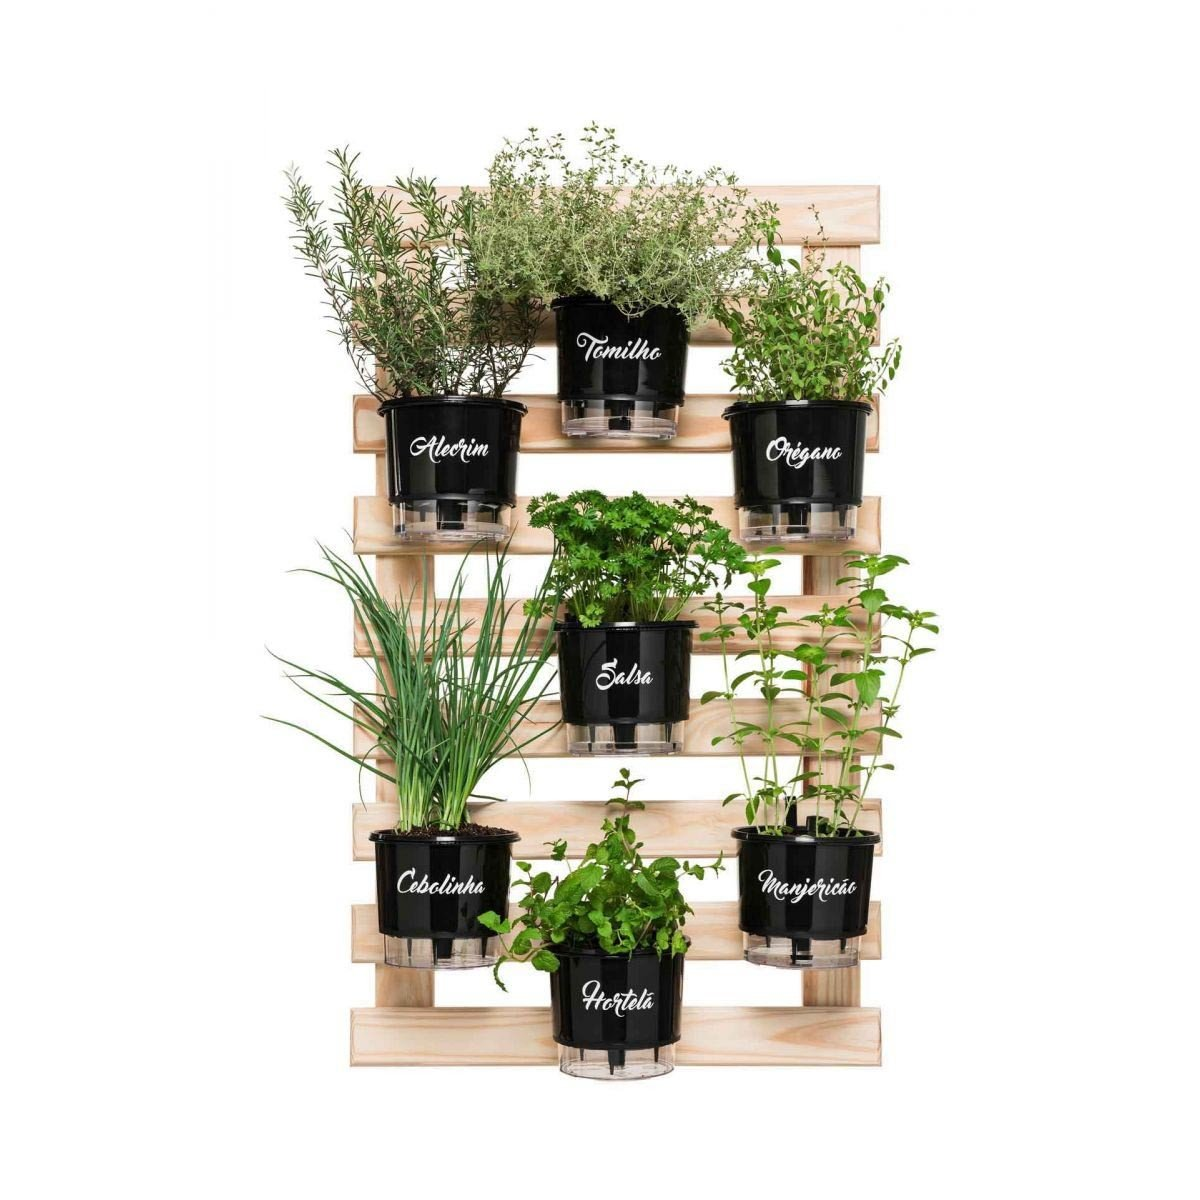 Tomilho
Alecrim
Orégano
Salsa
Cebolinha
Manjericão
Hortelã